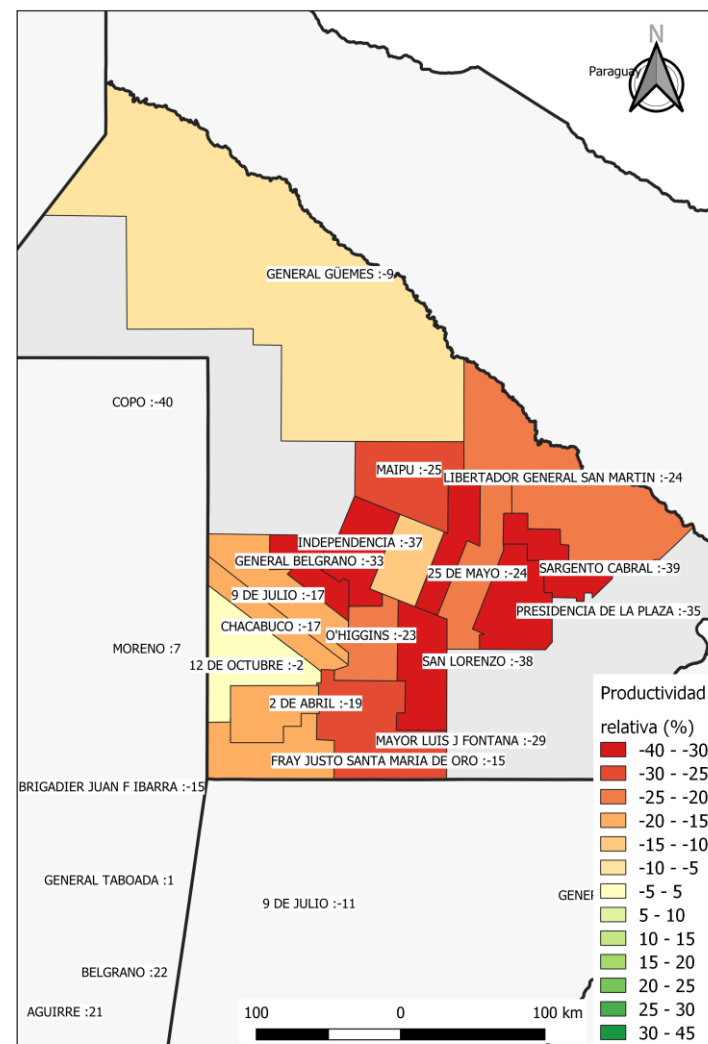 N
Paraguay
GENERAL GÜEMES :-9
COPO :-40
MAIPU :-25
LIBERTADOR GENERAL SAN MARTIN :-24
INDEPENDENCIA :-37
GENERAL BELGRANO :-33
25 DE MAYO :-24
SARGENTO CABRAL :-39
9 DE JULIO :-17
PRESIDENCIA DE LA PLAZA :-35
CHACABUCO :-17
O'HIGGINS :-23
MORENO :7
12 DE OCTUBRE :-2
SAN LORENZO :-38
2 DE ABRIL :-19
MAYOR LUIS J FONTANA :-29
FRAY JUSTO SANTA MARIA DE ORO :-15
BRIGADIER JUAN F IBARRA :-15
GENERAL TABOADA :1
9 DE JULIO :-11
GENER
BELGRANO :22
AGUIRRE :21
100 0 100 km
Productividad
relativa (%)
-40 - -30
-30 - -25
-25 - -20
-20 - -15
-15 - -10
-10 - -5
-5 - 5
5 - 10
10 - 15
15 - 20
20 - 25
25 - 30
30 - 45